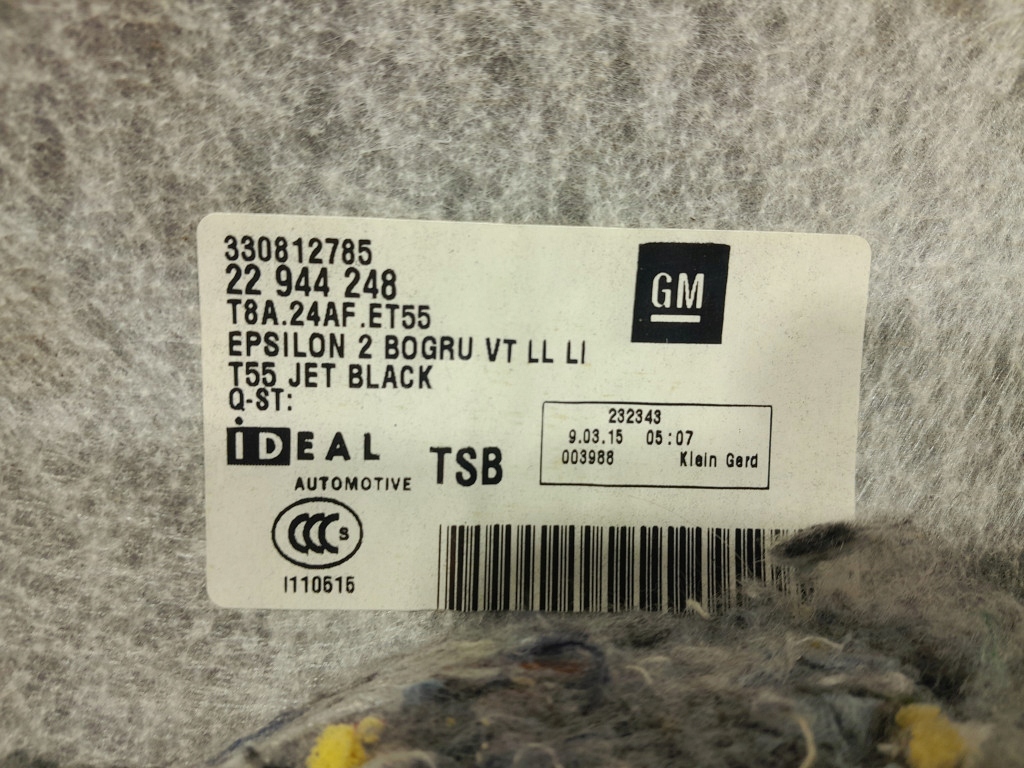 330812785
22 944 248
T8A.24AF.ET55
EPSILON 2 BOGRU VT LL LI
T55 JET BLACK
Q-ST:
GM
232343
9.03.15 05:07
003988 Klein Gerd
iDEAL
AUTOMOTIVE
TSB
CCC S
I110515